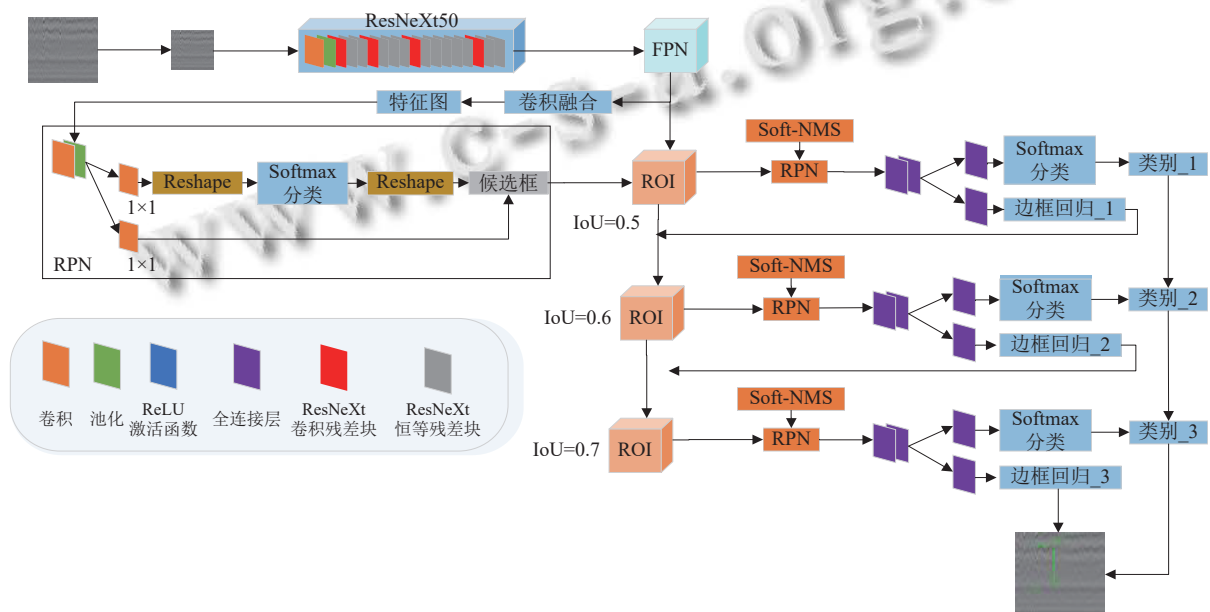 ResNeXt50
FPN
特征图
卷积融合
Soft-NMS
Softmax
分类
类别_1
Reshape
Softmax
分类
Reshape
候选框
ROI
RPN
1×1
边框回归_1
IoU=0.5
RPN
1×1
Soft-NMS
Softmax
分类
类别_2
IoU=0.6
ROI
RPN
边框回归_2
Soft-NMS
Softmax
分类
类别_3
IoU=0.7
ROI
RPN
边框回归_3
卷积
池化
ReLU
激活函数
全连接层
ResNeXt
卷积残差块
ResNeXt
恒等残差块
www.c-s-a.org.